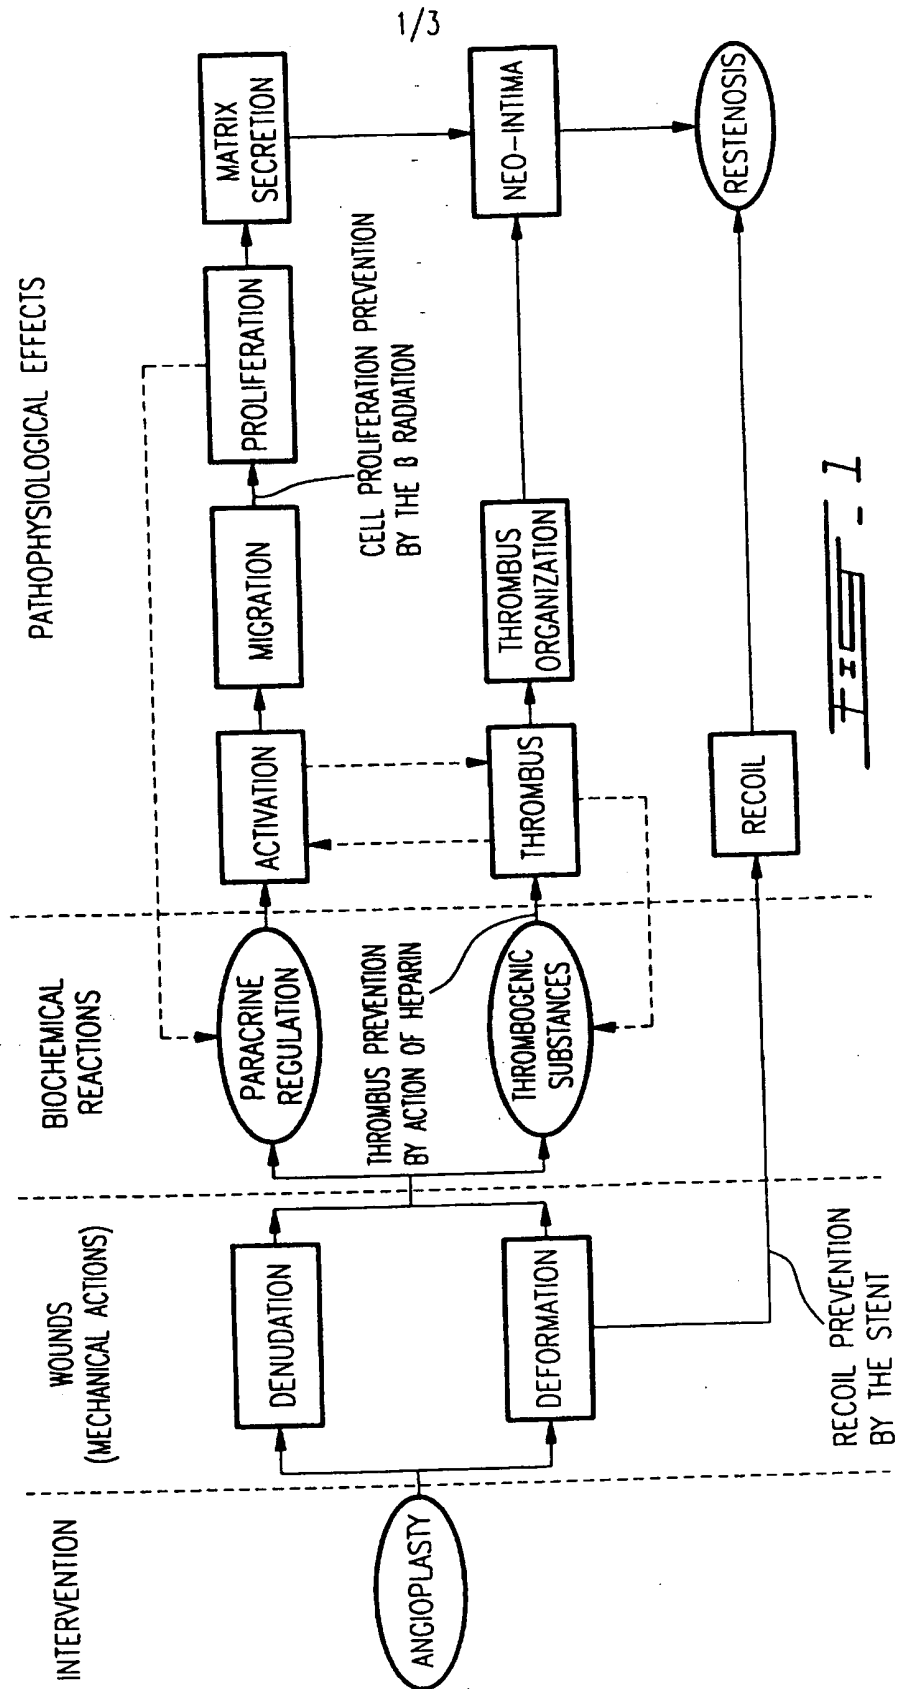 1/3
INTERVENTION
WOUNDS
(MECHANICAL ACTIONS)
BIOCHEMICAL
REACTIONS
PATHOPHYSIOLOGICAL EFFECTS
ANGIOPLASTY
DENUDATION
DEFORMATION
PARACRINE
REGULATION
THROMBUS PREVENTION
BY ACTION OF HEPARIN
THROMBOGENIC
SUBSTANCES
ACTIVATION
MIGRATION
PROLIFERATION
MATRIX
SECRETION
CELL PROLIFERATION PREVENTION
BY THE β RADIATION
THROMBUS
THROMBUS
ORGANIZATION
NEO-INTIMA
RECOIL
RESTENOSIS
RECOIL PREVENTION
BY THE STENT
FIG-1